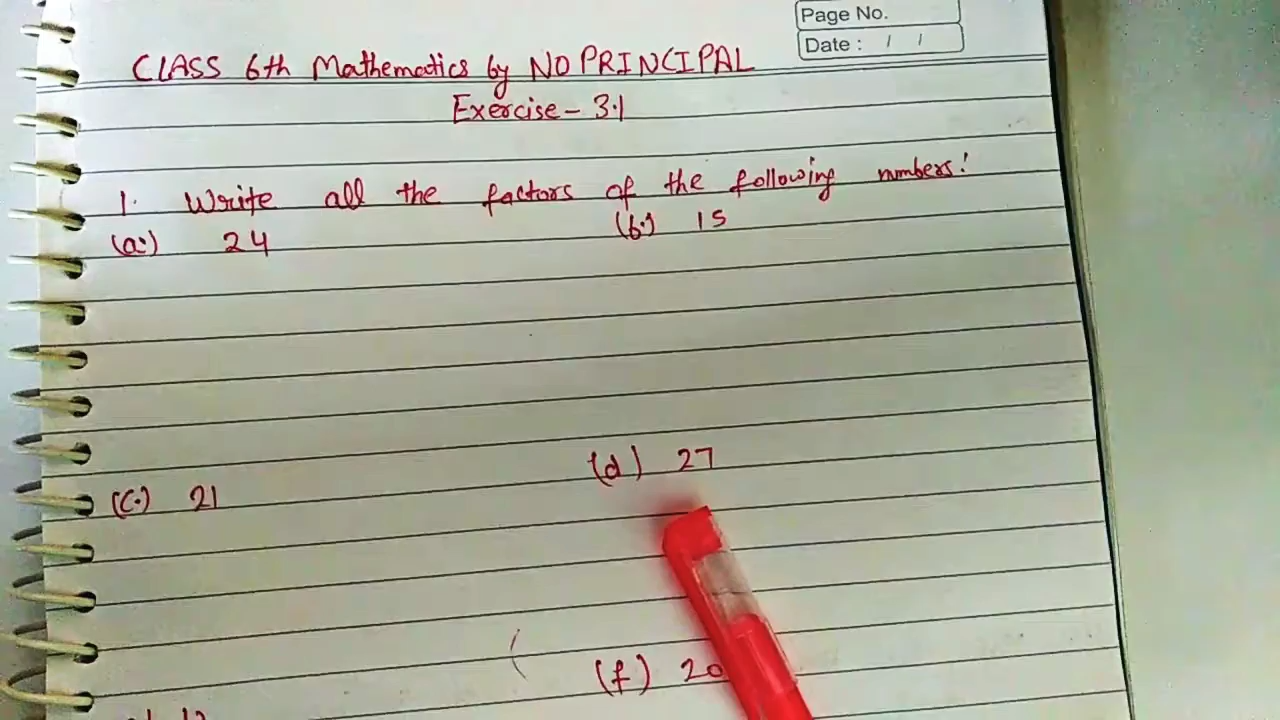 Page No.
Date : / /
CLASS 6th Mathematics by NO PRINCIPAL
Exercise - 3.1
1. Write all the factors of the following numbers:
(a.) 24 (b.) 15
(c.) 21 (d) 27
(f) 20